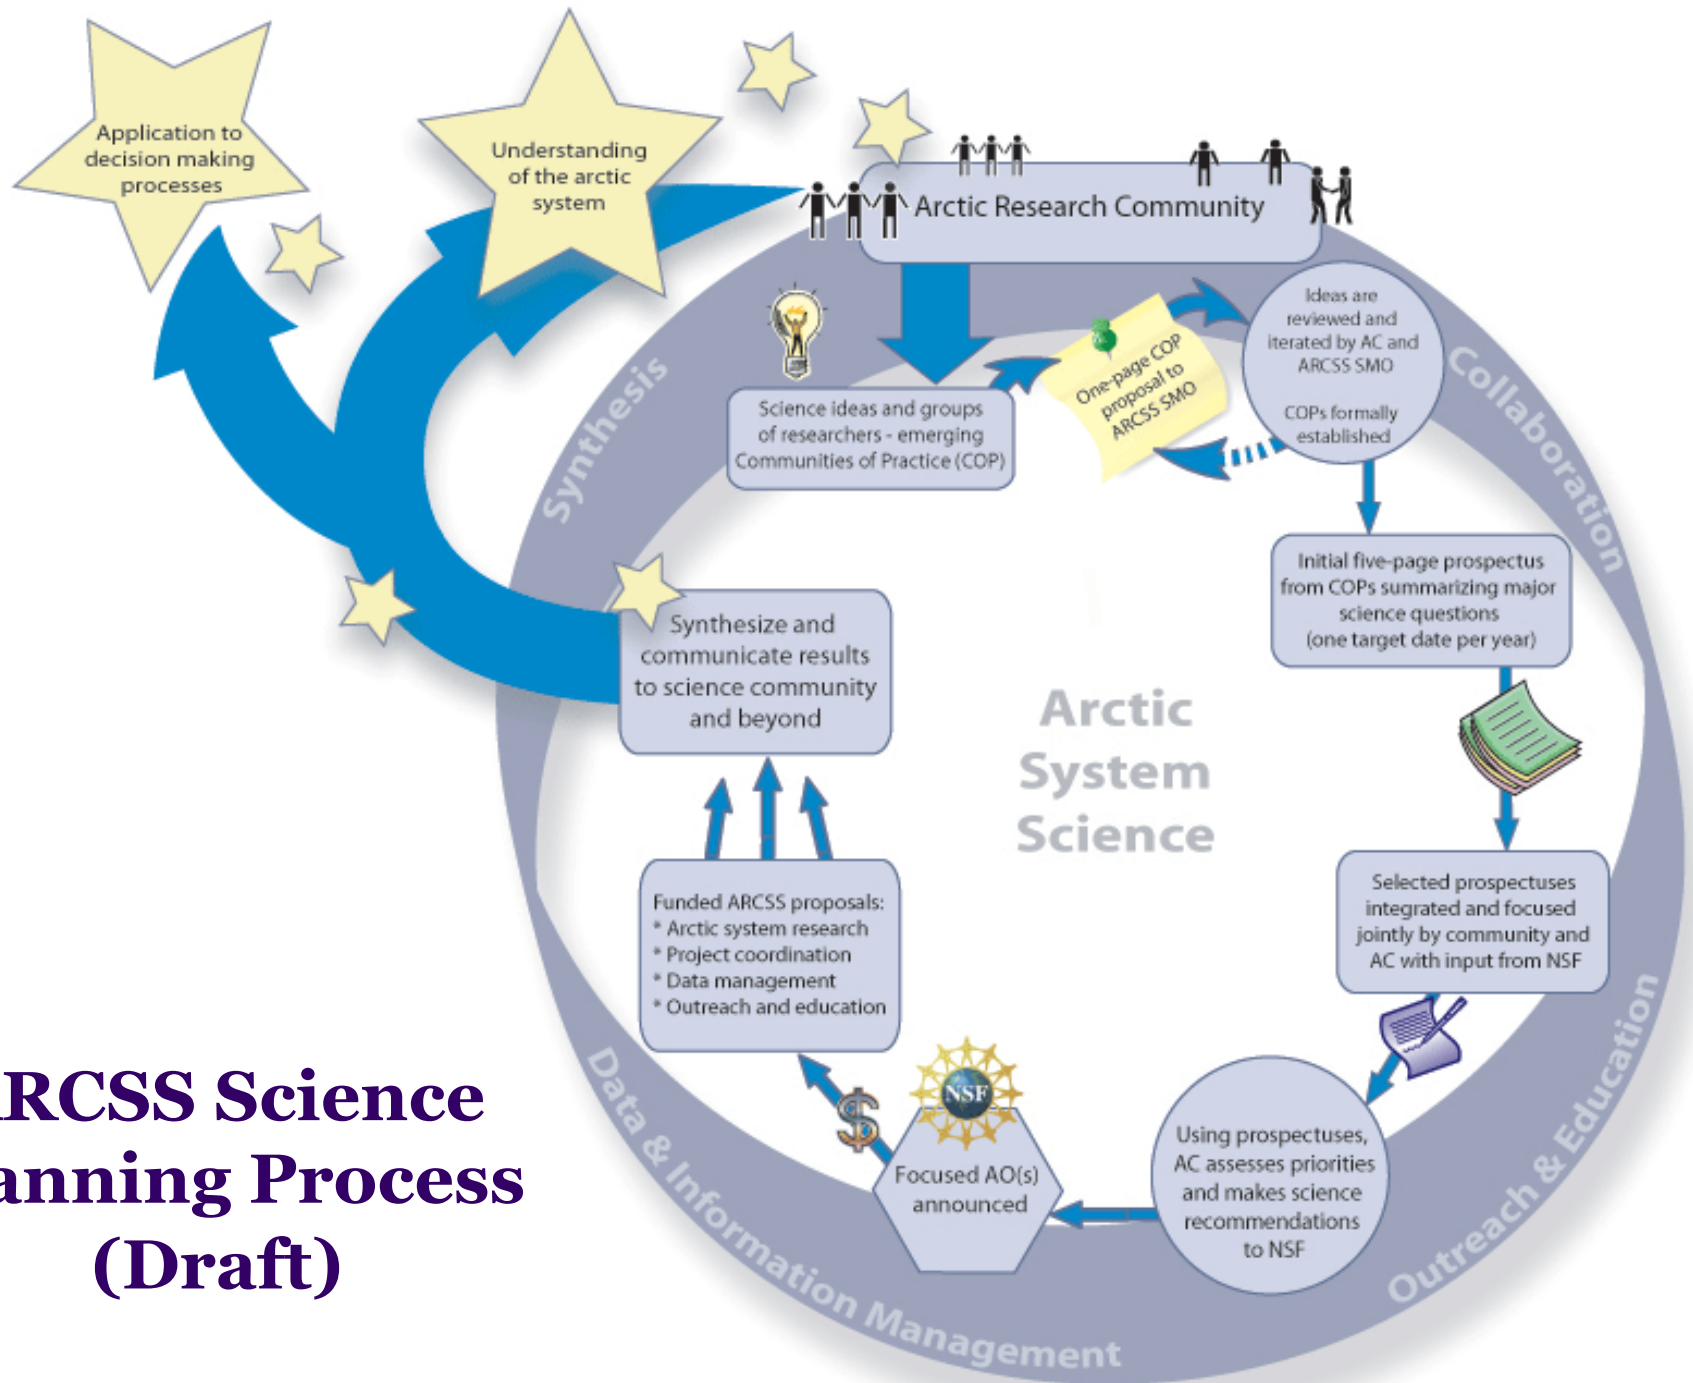 Application to
decision making
processes
Understanding
of the arctic
system
Arctic Research Community
Science ideas and groups
of researchers - emerging
Communities of Practice (COP)
One-page COP
proposal to
ARCSS SMO
Ideas are
reviewed and
iterated by AC and
ARCSS SMO
COPs formally
established
Initial five-page prospectus
from COPs summarizing major
science questions
(one target date per year)
Selected prospectuses
integrated and focused
jointly by community and
AC with input from NSF
Using prospectuses,
AC assesses priorities
and makes science
recommendations
to NSF
NSF
Focused AO(s)
announced
$
Funded ARCSS proposals:
* Arctic system research
* Project coordination
* Data management
* Outreach and education
Synthesize and
communicate results
to science community
and beyond
Arctic
System
Science
Synthesis
Collaboration
Outreach & Education
Data & Information Management
RCSS Science
anning Process
(Draft)